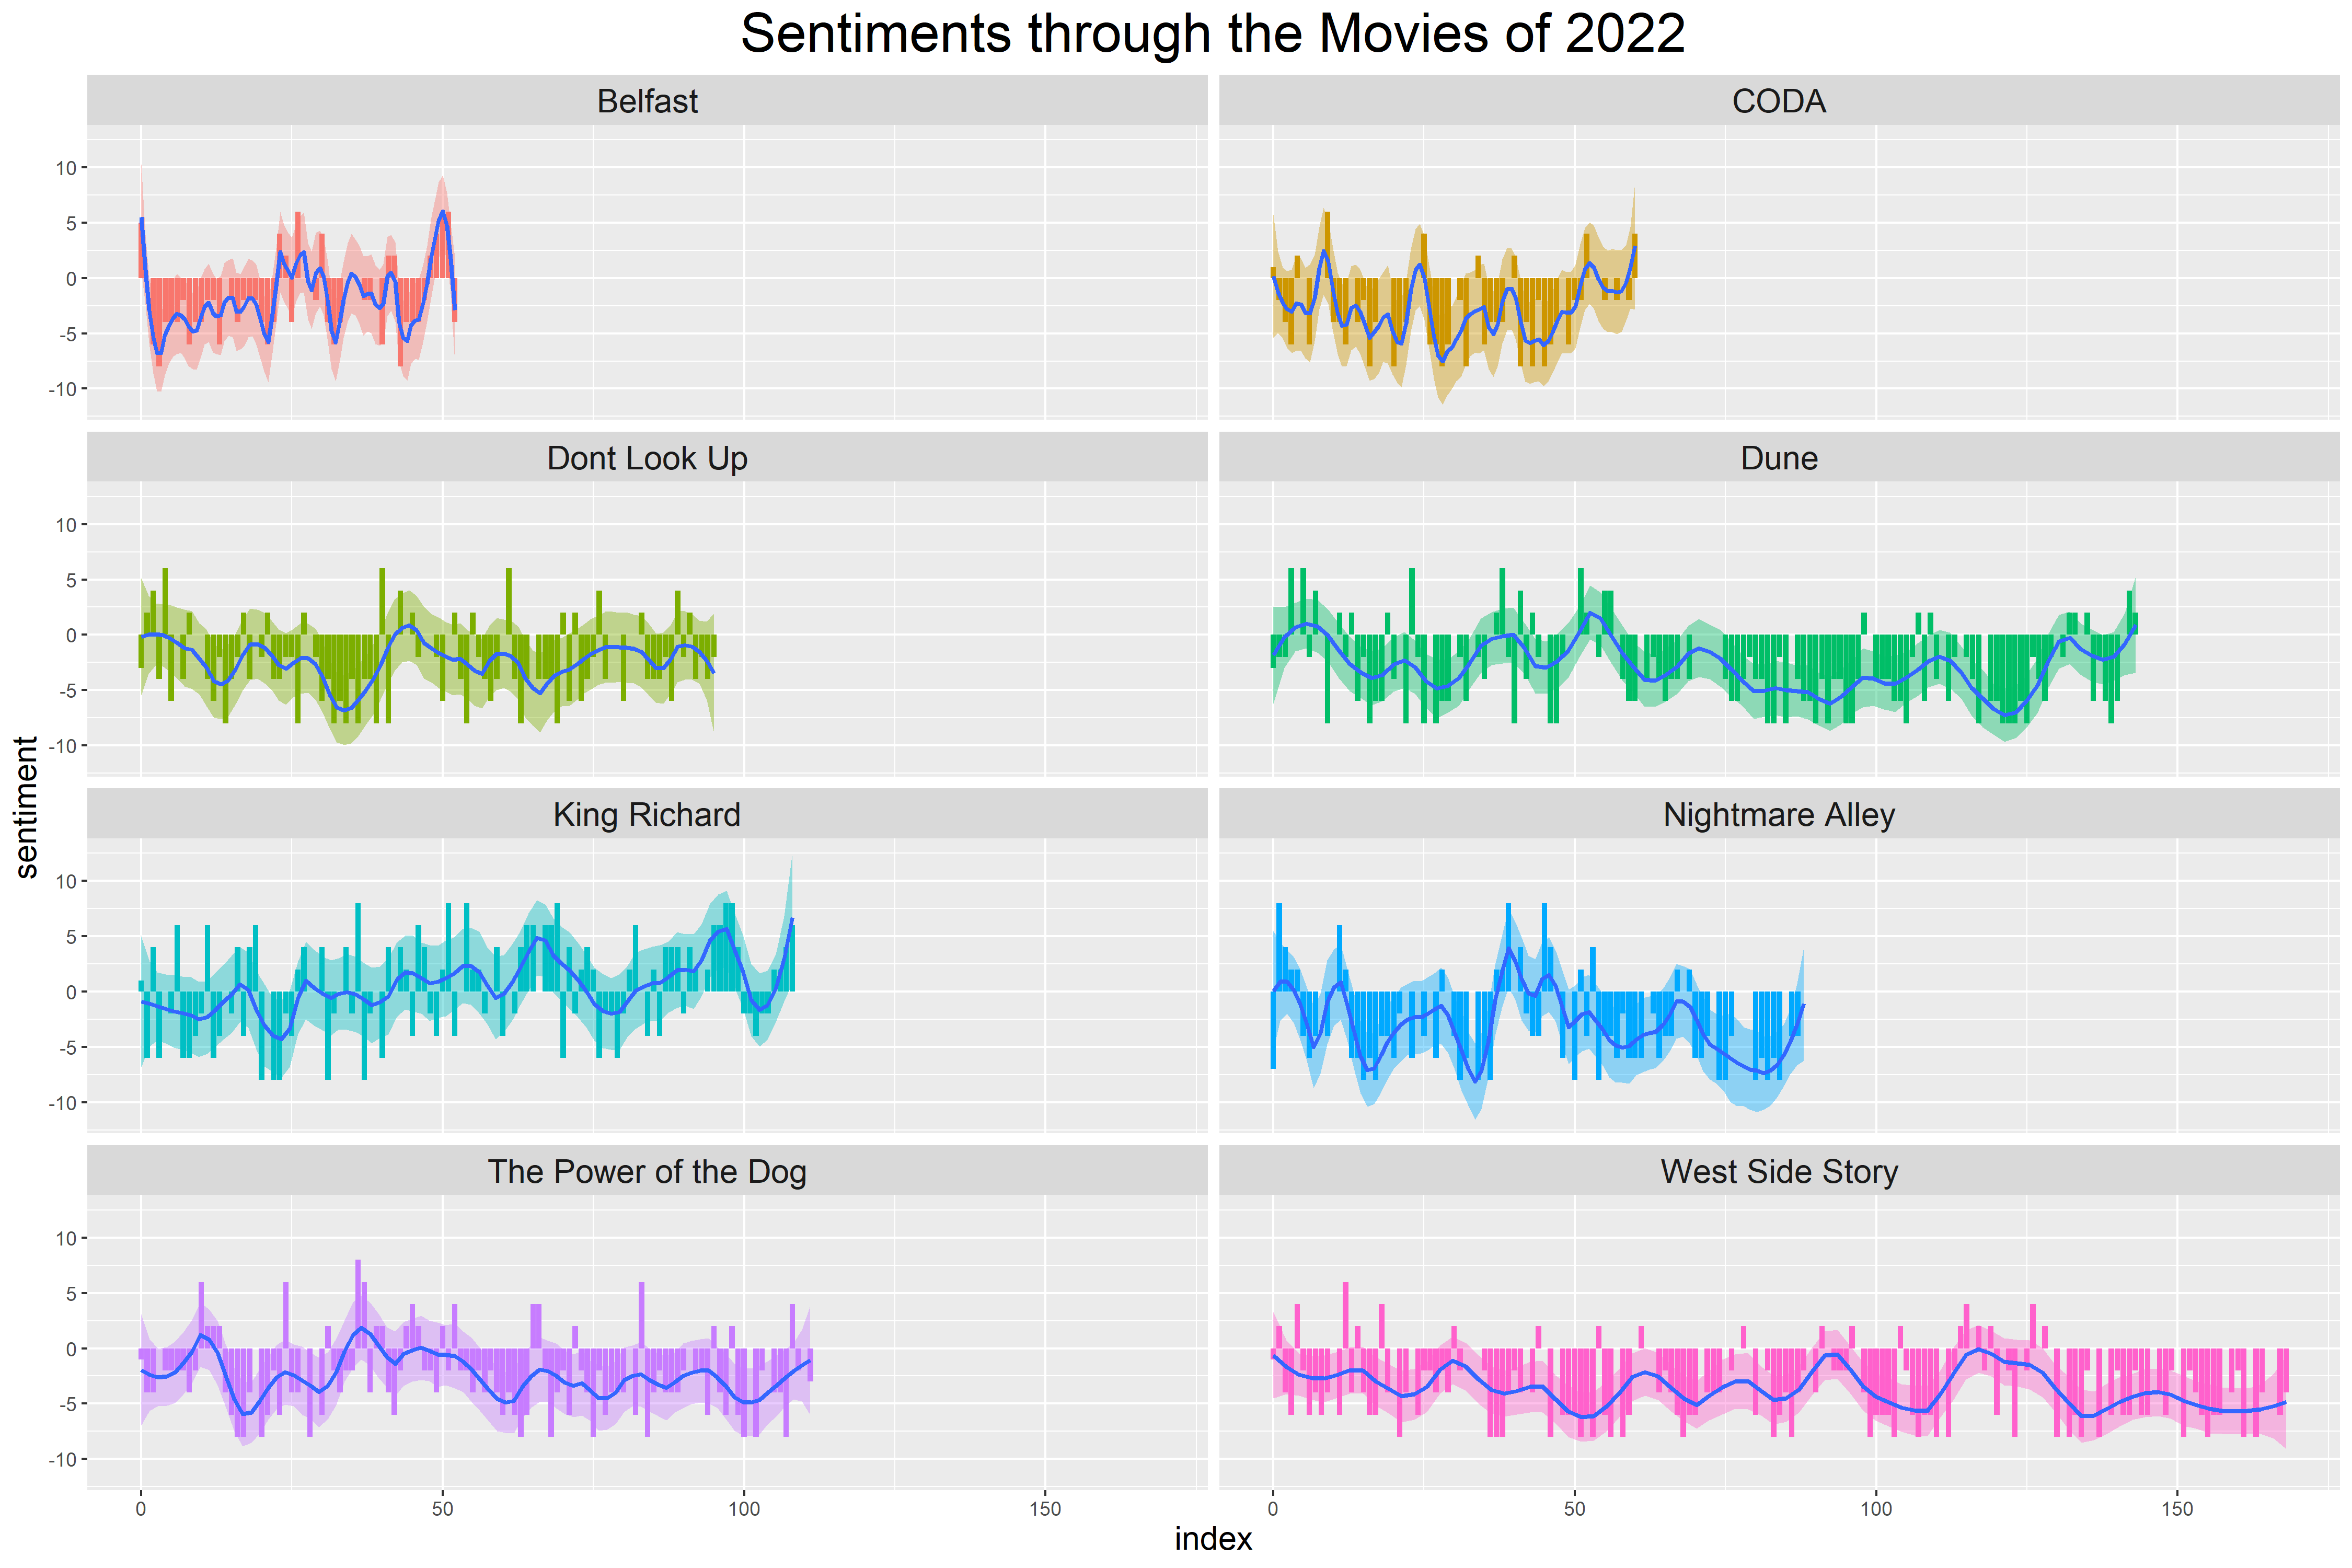 Sentiments through the Movies of 2022
Belfast
CODA
10
5
0
-5
-10
Dont Look Up
Dune
10
5
0
-5
-10
sentiment
King Richard
Nightmare Alley
10
5
0
-5
-10
The Power of the Dog
West Side Story
10
5
0
-5
-10
0 50 100 150 0 50 100 150
index